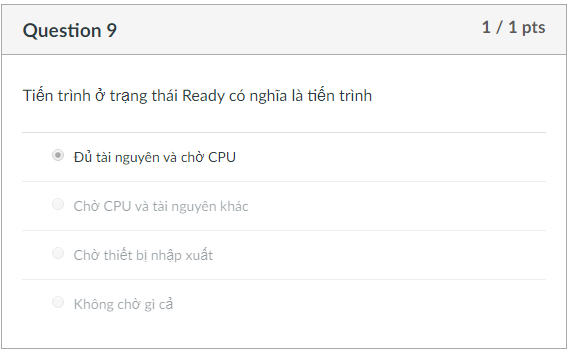 Question 9
1 / 1 pts
Tiến trình ở trạng thái Ready có nghĩa là tiến trình
Đủ tài nguyên và chờ CPU
Chờ CPU và tài nguyên khác
Chờ thiết bị nhập xuất
Không chờ gì cả